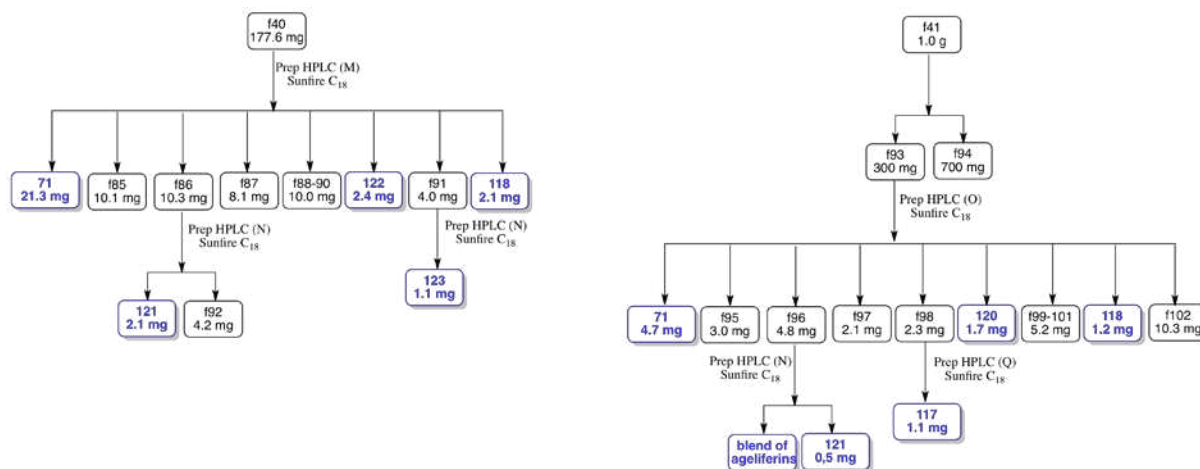 f40
177.6 mg
Prep HPLC (M)
Sunfire C18
71
21.3 mg
f85
10.1 mg
f86
10.3 mg
f87
8.1 mg
f88-90
10.0 mg
122
2.4 mg
f91
4.0 mg
118
2.1 mg
Prep HPLC (N)
Sunfire C18
Prep HPLC (N)
Sunfire C18
121
2.1 mg
f92
4.2 mg
123
1.1 mg
f41
1.0 g
f93
300 mg
f94
700 mg
Prep HPLC (O)
Sunfire C18
71
4.7 mg
f95
3.0 mg
f96
4.8 mg
f97
2.1 mg
f98
2.3 mg
120
1.7 mg
f99-101
5.2 mg
118
1.2 mg
f102
10.3 mg
Prep HPLC (N)
Sunfire C18
Prep HPLC (Q)
Sunfire C18
blend of
ageliferins
121
0,5 mg
117
1.1 mg